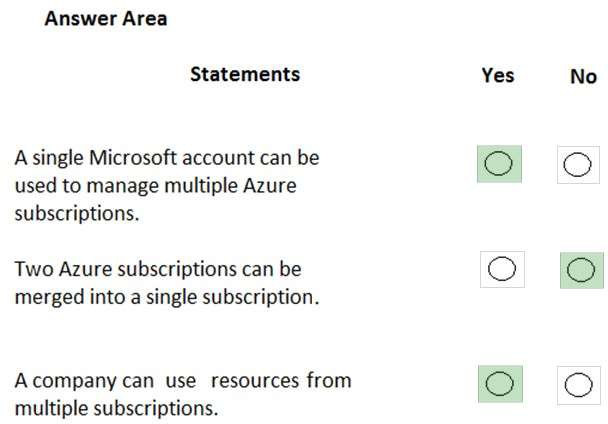 Answer Area
Statements Yes No
A single Microsoft account can be
used to manage multiple Azure
subscriptions.
Two Azure subscriptions can be
merged into a single subscription.
A company can use resources from
multiple subscriptions.